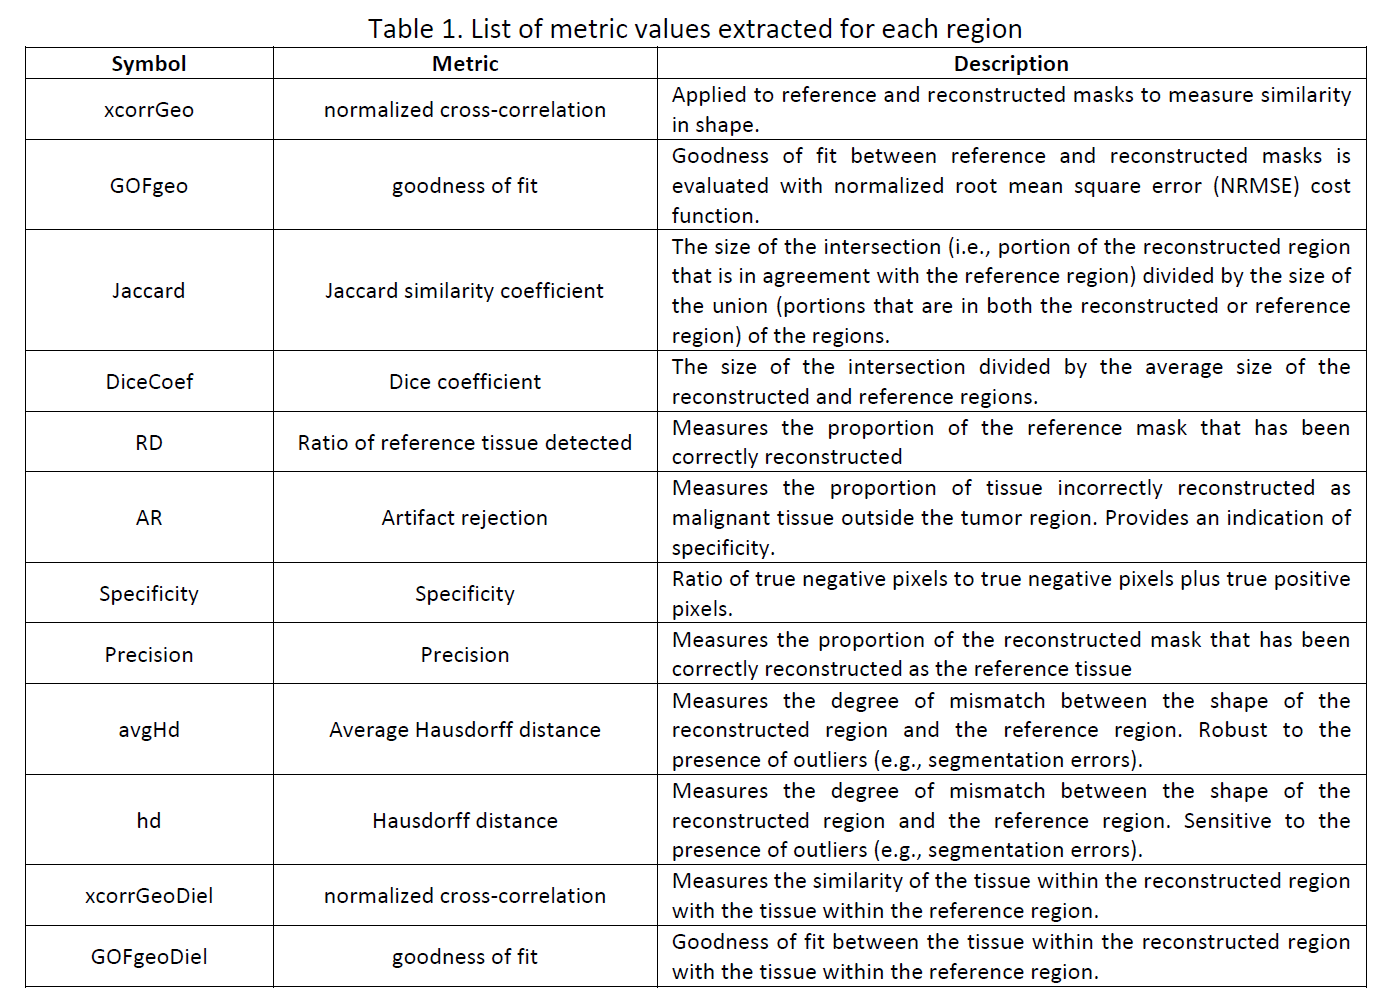 Table 1. List of metric values extracted for each region
Symbol Metric Description
xcorrGeo normalized cross-correlation Applied to reference and reconstructed masks to measure similarity
in shape.
GOFgeo goodness of fit Goodness of fit between reference and reconstructed masks is
evaluated with normalized root mean square error (NRMSE) cost
function.
Jaccard Jaccard similarity coefficient The size of the intersection (i.e., portion of the reconstructed region
that is in agreement with the reference region) divided by the size of
the union (portions that are in both the reconstructed or reference
region) of the regions.
DiceCoef Dice coefficient The size of the intersection divided by the average size of the
reconstructed and reference regions.
RD Ratio of reference tissue detected Measures the proportion of the reference mask that has been
correctly reconstructed
AR Artifact rejection Measures the proportion of tissue incorrectly reconstructed as
malignant tissue outside the tumor region. Provides an indication of
specificity.
Specificity Specificity Ratio of true negative pixels to true negative pixels plus true positive
pixels.
Precision Precision Measures the proportion of the reconstructed mask that has been
correctly reconstructed as the reference tissue
avgHd Average Hausdorff distance Measures the degree of mismatch between the shape of the
reconstructed region and the reference region. Robust to the
presence of outliers (e.g., segmentation errors).
hd Hausdorff distance Measures the degree of mismatch between the shape of the
reconstructed region and the reference region. Sensitive to the
presence of outliers (e.g., segmentation errors).
xcorrGeoDiel normalized cross-correlation Measures the similarity of the tissue within the reconstructed region
with the tissue within the reference region.
GOFgeoDiel goodness of fit Goodness of fit between the tissue within the reconstructed region
with the tissue within the reference region.